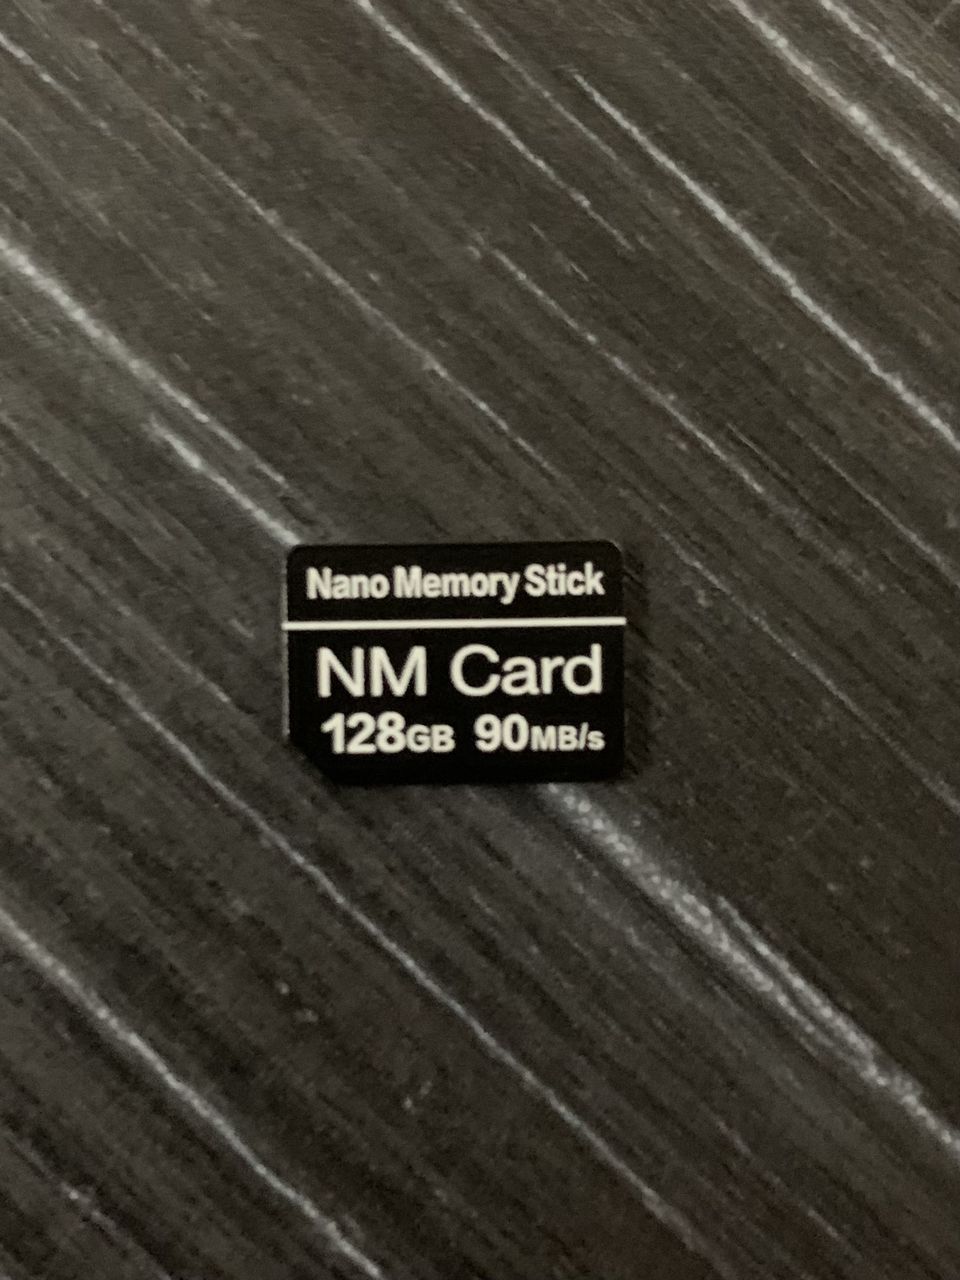 Nano Memory Stick
NM Card
128GB 90MB/s